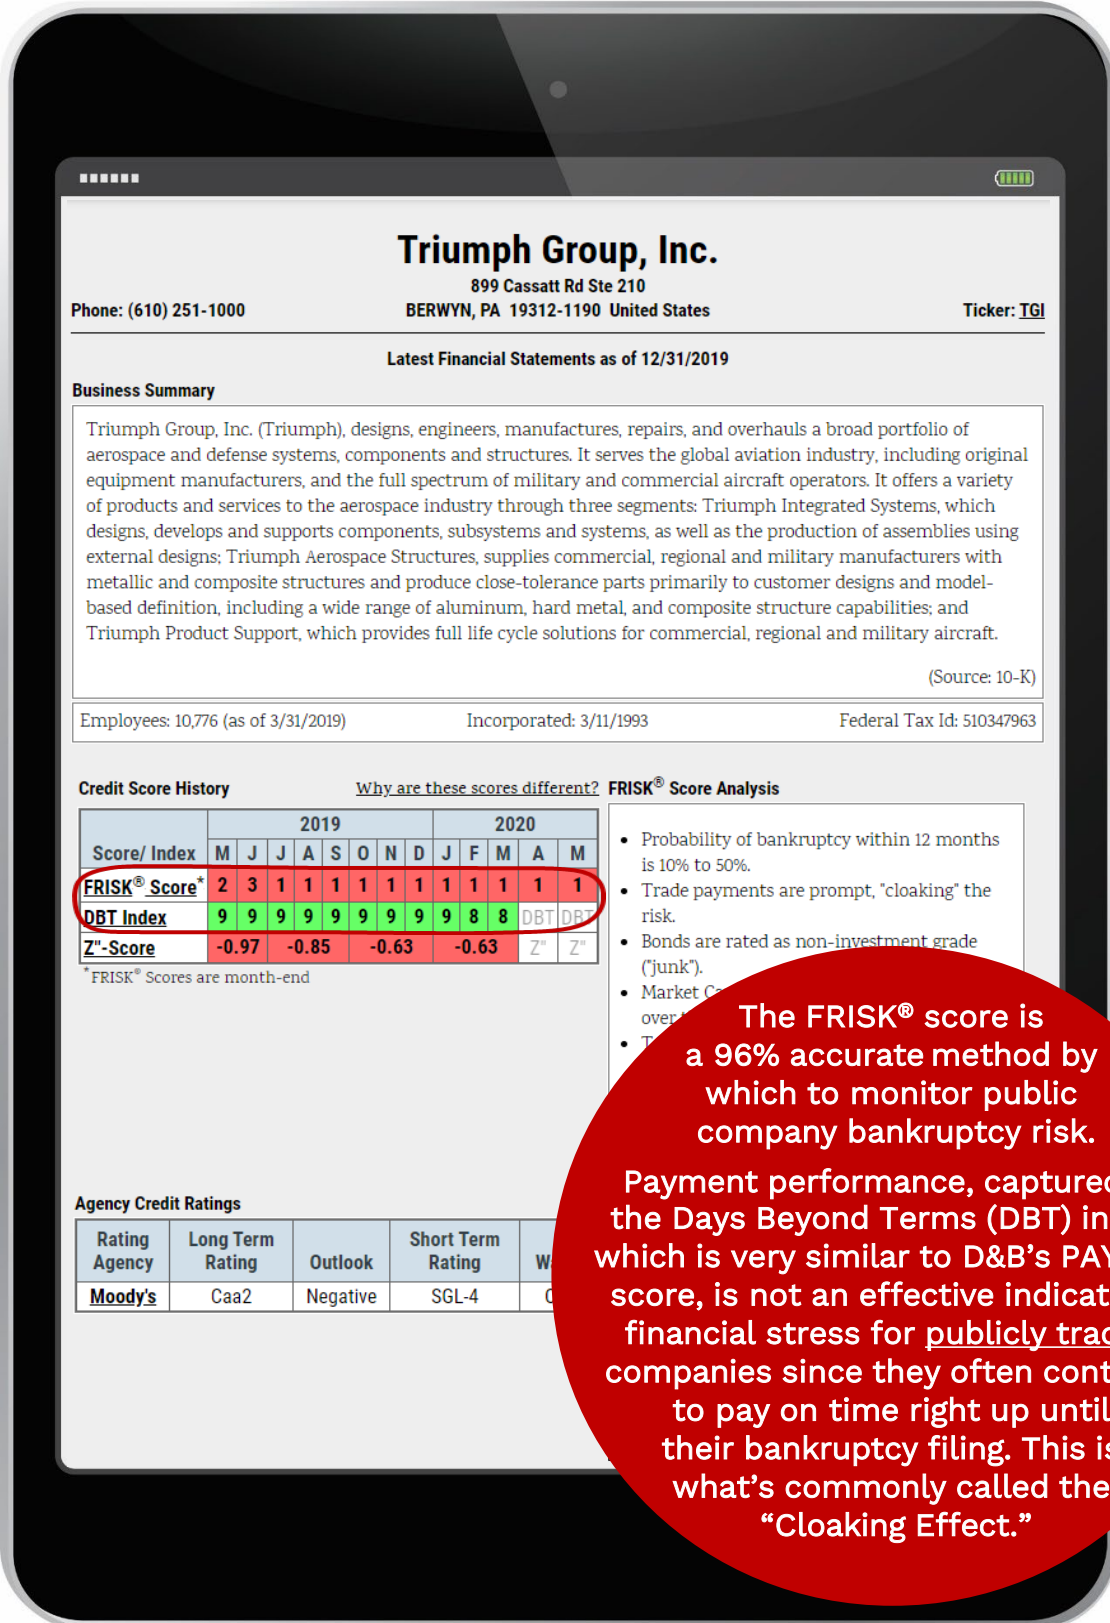 Triumph Group, Inc.
899 Cassatt Rd Ste 210
Phone: (610) 251-1000 BERWYN, PA 19312-1190 United States Ticker: TGI
Latest Financial Statements as of 12/31/2019
Business Summary
Triumph Group, Inc. (Triumph), designs, engineers, manufactures, repairs, and overhauls a broad portfolio of
aerospace and defense systems, components and structures. It serves the global aviation industry, including original
equipment manufacturers, and the full spectrum of military and commercial aircraft operators. It offers a variety
of products and services to the aerospace industry through three segments: Triumph Integrated Systems, which
designs, develops and supports components, subsystems and systems, as well as the production of assemblies using
external designs; Triumph Aerospace Structures, supplies commercial, regional and military manufacturers with
metallic and composite structures and produce close-tolerance parts primarily to customer designs and model-
based definition, including a wide range of aluminum, hard metal, and composite structure capabilities; and
Triumph Product Support, which provides full life cycle solutions for commercial, regional and military aircraft.
(Source: 10-K)
Employees: 10,776 (as of 3/31/2019) Incorporated: 3/11/1993 Federal Tax Id: 510347963
Credit Score History Why are these scores different?
2019 2020
Score/ Index M J J A S O N D J F M A M
FRISK® Score* 2 3 1 1 1 1 1 1 1 1 1 1 1
DBT Index 9 9 9 9 9 9 9 9 9 8 8 DBT DBT
Z"-Score -0.97 -0.85 -0.63 -0.63 Z" Z"
*FRISK® Scores are month-end
FRISK® Score Analysis
• Probability of bankruptcy within 12 months
is 10% to 50%.
• Trade payments are prompt, "cloaking" the
risk.
• Bonds are rated as non-investment grade
("junk").
• Market
over
Agency Credit Ratings
Rating Agency Long Term Rating Outlook Short Term Rating
Moody's Caa2 Negative SGL-4
The FRISK® score is
a 96% accurate method by
which to monitor public
company bankruptcy risk.
Payment performance, captured
the Days Beyond Terms (DBT)
which is very similar to D&B's
score, is not an effective
financial stress for publicly
companies since they often
to pay on time right up until
their bankruptcy filing. This is
what's commonly called the
"Cloaking Effect."